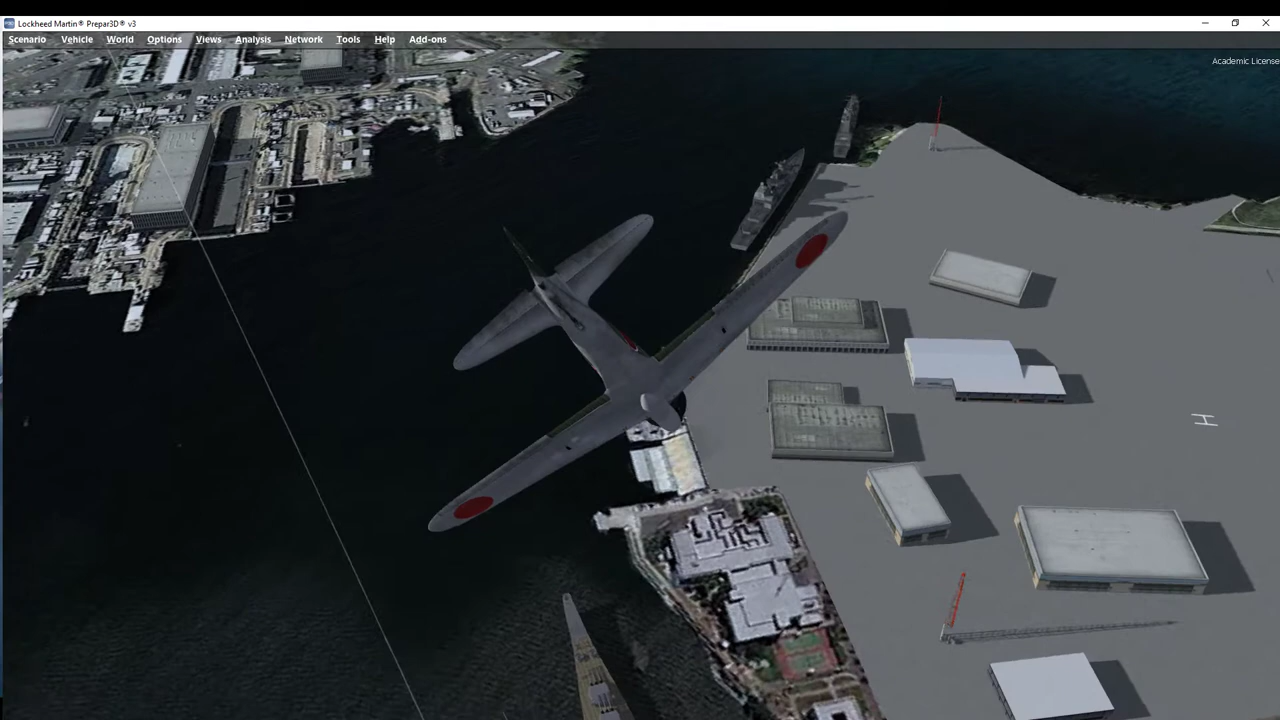 Lockheed Martin® Prepar3D® v3
Scenario Vehicle World Options Views Analysis Network Tools Help Add-ons
Academic License
H